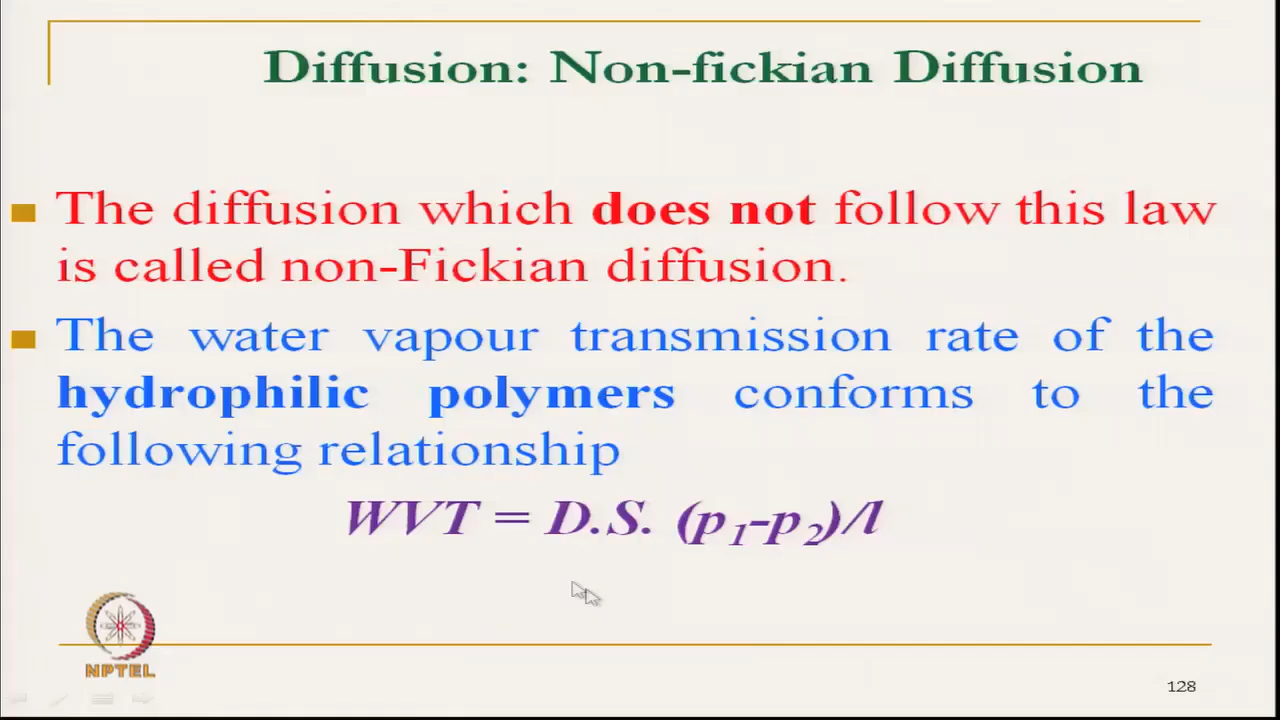 Diffusion: Non-fickian Diffusion
The diffusion which does not follow this law
is called non-Fickian diffusion.
The water vapour transmission rate of the
hydrophilic polymers conforms to the
following relationship
WVT = D.S. (p₁-p₂)/l
NPTEL
128